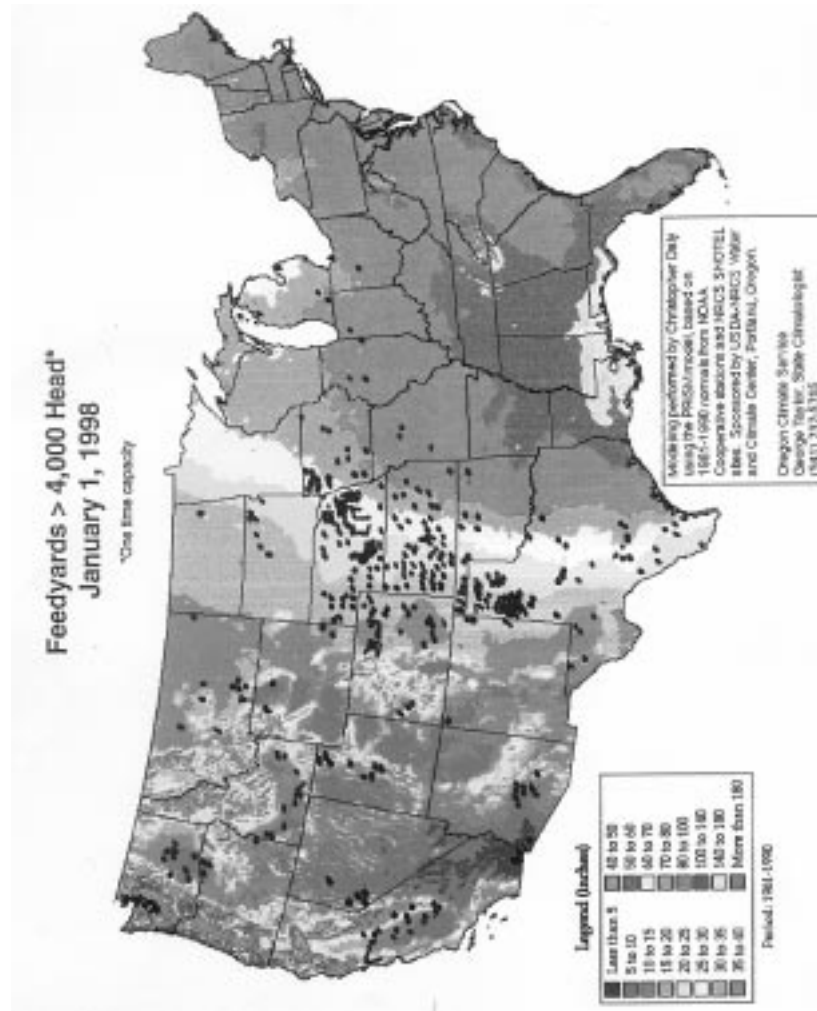 Feedyards > 4,000 Head*
January 1, 1998
*One time capacity
Modeling performed by Christopher Daly
using the PRISM model, based on
1961-1990 normals from NOAA
Cooperative stations and NRCS SNOTEL
sites. Sponsored by USDA-NRCS Water
and Climate Center, Portland, Oregon.
Oregon Climate Service
George Taylor, State Climatologist
(541)
Legend (Inches)
Less than 5
5 to 10
10 to 15
15 to 20
20 to 25
25 to 30
30 to 35
35 to 40
40 to 50
50 to 60
60 to 70
70 to 80
80 to 100
100 to 140
140 to 180
More than 180
Period: 1961-1990